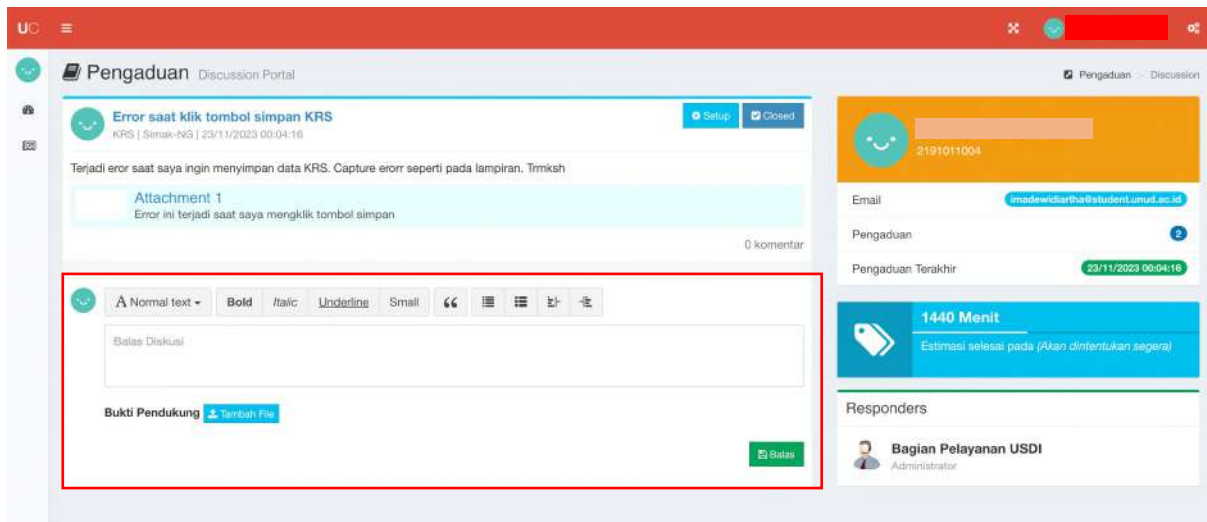 UC
Pengaduan Discussion Portal
Pengaduan > Discussion
Error saat klik tombol simpan KRS
KRS | Simak-NG | 23/11/2023 00:04:16
Setup
Closed
Terjadi eror saat saya ingin menyimpan data KRS. Capture erorr seperti pada lampiran. Trmksh
Attachment 1
Error ini terjadi saat saya mengklik tombol simpan
0 komentar
A Normal text
Bold
Italic
Underline
Small
Balas Diskusi
Bukti Pendukung Tambah File
Balas
2191011004
Email imadewidiartha@student.unud.ac.id
Pengaduan 2
Pengaduan Terakhir 23/11/2023 00:04:16
1440 Menit
Estimasi selesai pada (Akan dintentukan segera)
Responders
Bagian Pelayanan USDI
Administrator